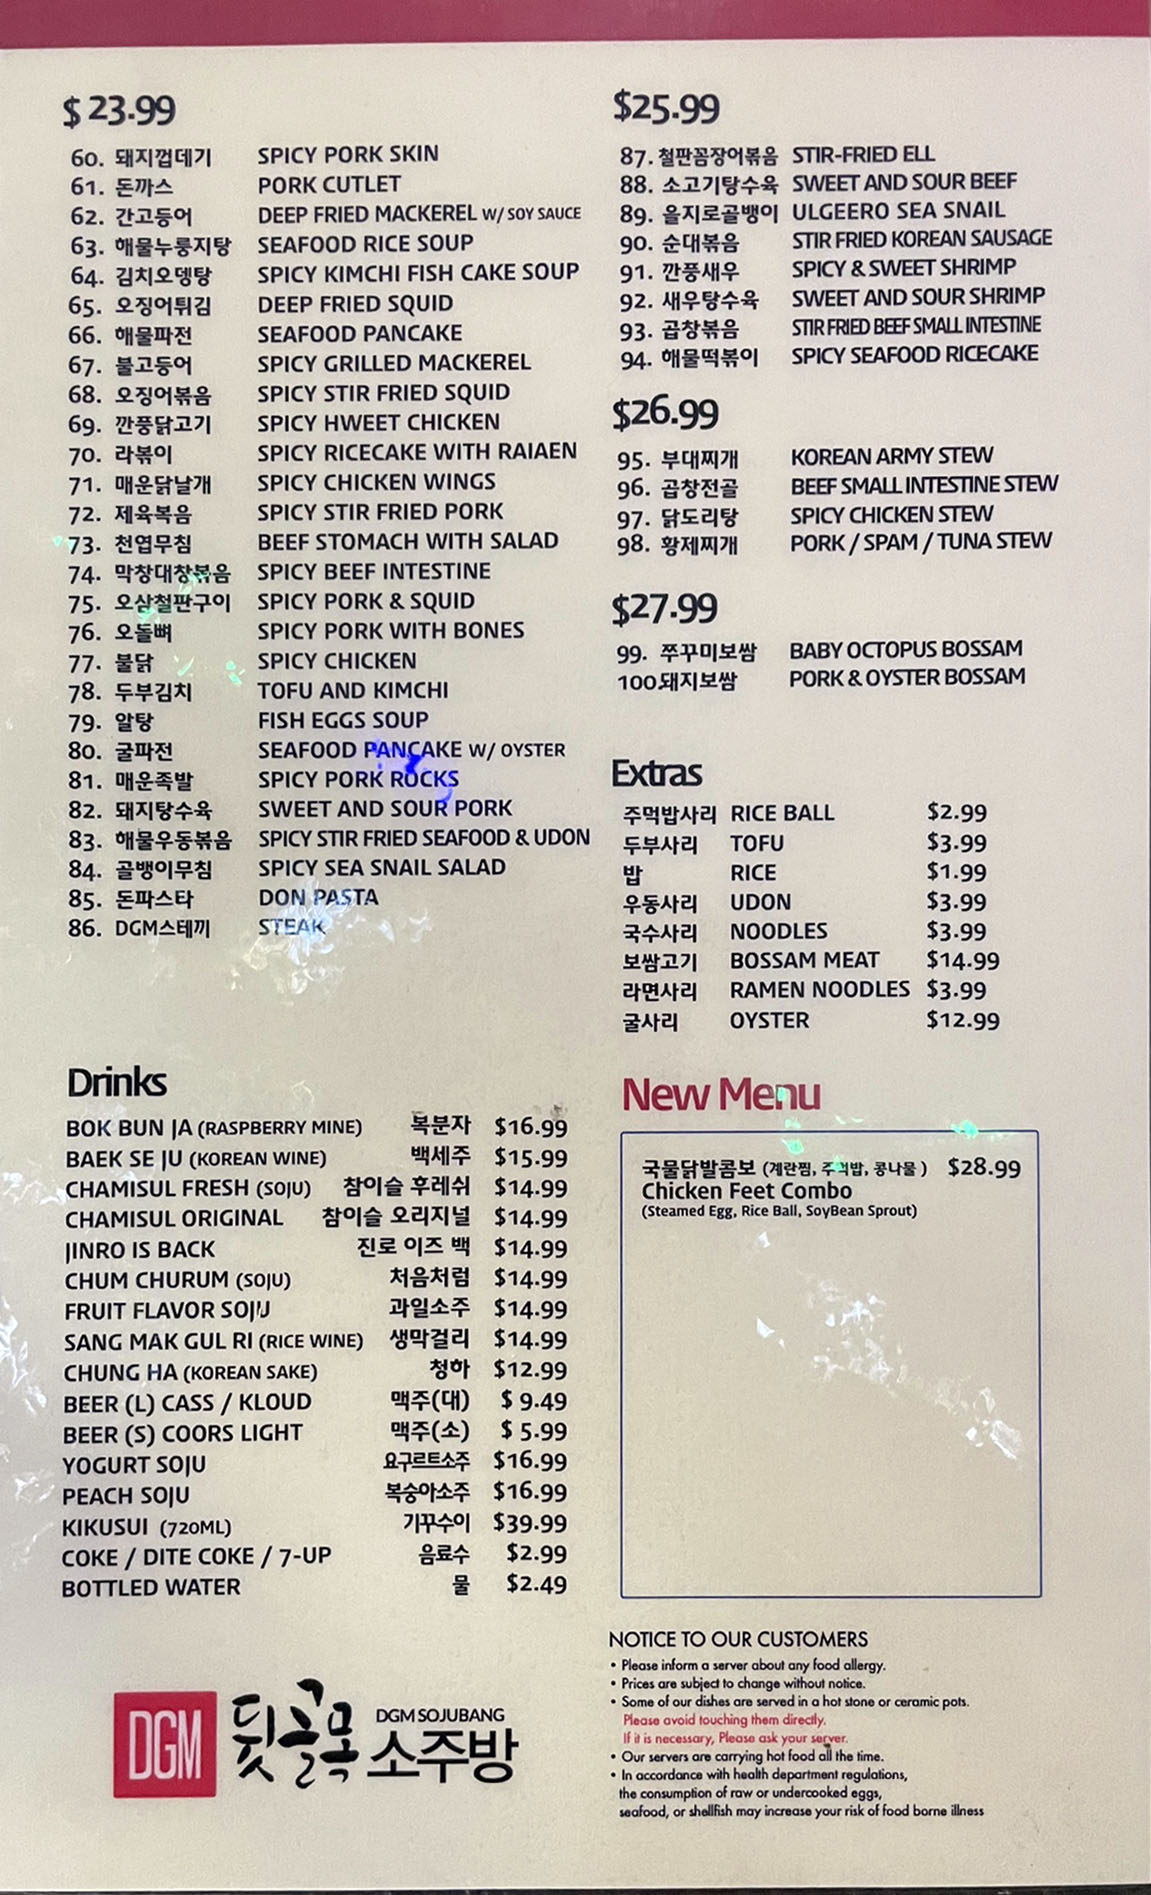 $ 23.99
60. 돼지껍데기 SPICY PORK SKIN
61. 돈까스 PORK CUTLET
62. 간고등어 DEEP FRIED MACKEREL W/ SOY SAUCE
63. 해물누룽지탕 SEAFOOD RICE SOUP
64. 김치오뎅탕 SPICY KIMCHI FISH CAKE SOUP
65. 오징어튀김 DEEP FRIED SQUID
66. 해물파전 SEAFOOD PANCAKE
67. 불고등어 SPICY GRILLED MACKEREL
68. 오징어볶음 SPICY STIR FRIED SQUID
69. 깐풍닭고기 SPICY HWEET CHICKEN
70. 라볶이 SPICY RICECAKE WITH RAIAEN
71. 매운닭날개 SPICY CHICKEN WINGS
72. 제육볶음 SPICY STIR FRIED PORK
73. 천엽무침 BEEF STOMACH WITH SALAD
74. 막창대창볶음 SPICY BEEF INTESTINE
75. 오삼철판구이 SPICY PORK & SQUID
76. 오돌뼈 SPICY PORK WITH BONES
77. 불닭 SPICY CHICKEN
78. 두부김치 TOFU AND KIMCHI
79. 알탕 FISH EGGS SOUP
80. 굴파전 SEAFOOD PANCAKE W/ OYSTER
81. 매운족발 SPICY PORK ROCKS
82. 돼지탕수육 SWEET AND SOUR PORK
83. 해물우동볶음 SPICY STIR FRIED SEAFOOD & UDON
84. 골뱅이무침 SPICY SEA SNAIL SALAD
85. 돈파스타 DON PASTA
86. DGM스테끼 STEAK
$25.99
87. 철판꼼장어볶음 STIR-FRIED ELL
88. 소고기탕수육 SWEET AND SOUR BEEF
89. 을지로골뱅이 ULGEERO SEA SNAIL
90. 순대볶음 STIR FRIED KOREAN SAUSAGE
91. 깐풍새우 SPICY & SWEET SHRIMP
92. 새우탕수육 SWEET AND SOUR SHRIMP
93. 곱창볶음 STIR FRIED BEEF SMALL INTESTINE
94. 해물떡볶이 SPICY SEAFOOD RICECAKE
$26.99
95. 부대찌개 KOREAN ARMY STEW
96. 곱창전골 BEEF SMALL INTESTINE STEW
97. 닭도리탕 SPICY CHICKEN STEW
98. 황제찌개 PORK / SPAM / TUNA STEW
$27.99
99. 쭈꾸미보쌈 BABY OCTOPUS BOSSAM
100.돼지보쌈 PORK & OYSTER BOSSAM
Extras
주먹밥사리 RICE BALL $2.99
두부사리 TOFU $3.99
밥 RICE $1.99
우동사리 UDON $3.99
국수사리 NOODLES $3.99
보쌈고기 BOSSAM MEAT $14.99
라면사리 RAMEN NOODLES $3.99
굴사리 OYSTER $12.99
Drinks
BOK BUN JA (RASPBERRY MINE) 복분자 $16.99
BAEK SE JU (KOREAN WINE) 백세주 $15.99
CHAMISUL FRESH (SOJU) 참이슬 후레쉬 $14.99
CHAMISUL ORIGINAL 참이슬 오리지널 $14.99
JINRO IS BACK 진로 이즈 백 $14.99
CHUM CHURUM (SOJU) 처음처럼 $14.99
FRUIT FLAVOR SOJU 과일소주 $14.99
SANG MAK GUL RI (RICE WINE) 생막걸리 $14.99
CHUNG HA (KOREAN SAKE) 청하 $12.99
BEER (L) CASS / KLOUD 맥주(대) $ 9.49
BEER (S) COORS LIGHT 맥주(소) $ 5.99
YOGURT SOJU 요구르트소주 $16.99
PEACH SOJU 복숭아소주 $16.99
KIKUSUI (720ML) 기꾸수이 $39.99
COKE / DITE COKE / 7-UP 음료수 $2.99
BOTTLED WATER 물 $2.49
New Menu
국물닭발콤보 (계란찜, 주먹밥, 콩나물 ) $28.99
Chicken Feet Combo
(Steamed Egg, Rice Ball, SoyBean Sprout)
NOTICE TO OUR CUSTOMERS
• Please inform a server about any food allergy.
• Prices are subject to change without notice.
• Some of our dishes are served in a hot stone or ceramic pots.
Please avoid touching them directly.
If it is necessary, Please ask your server.
• Our servers are carrying hot food all the time.
• In accordance with health department regulations,
the consumption of raw or undercooked eggs,
seafood, or shellfish may increase your risk of food borne illness
DGM 뒷골목 DGM SOJUBANG
소주방